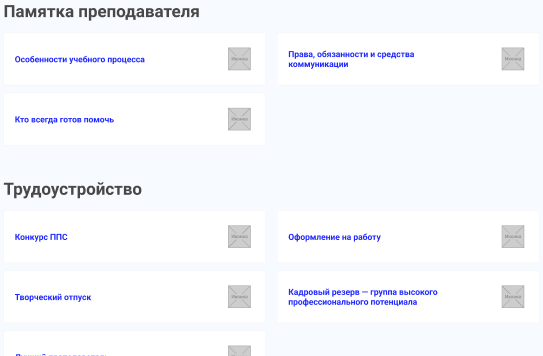 Памятка преподавателя
Особенности учебного процесса
Права, обязанности и средства
коммуникации
Кто всегда готов помочь
Трудоустройство
Конкурс ППС
Оформление на работу
Творческий отпуск
Кадровый резерв — группа высокого
профессионального потенциала